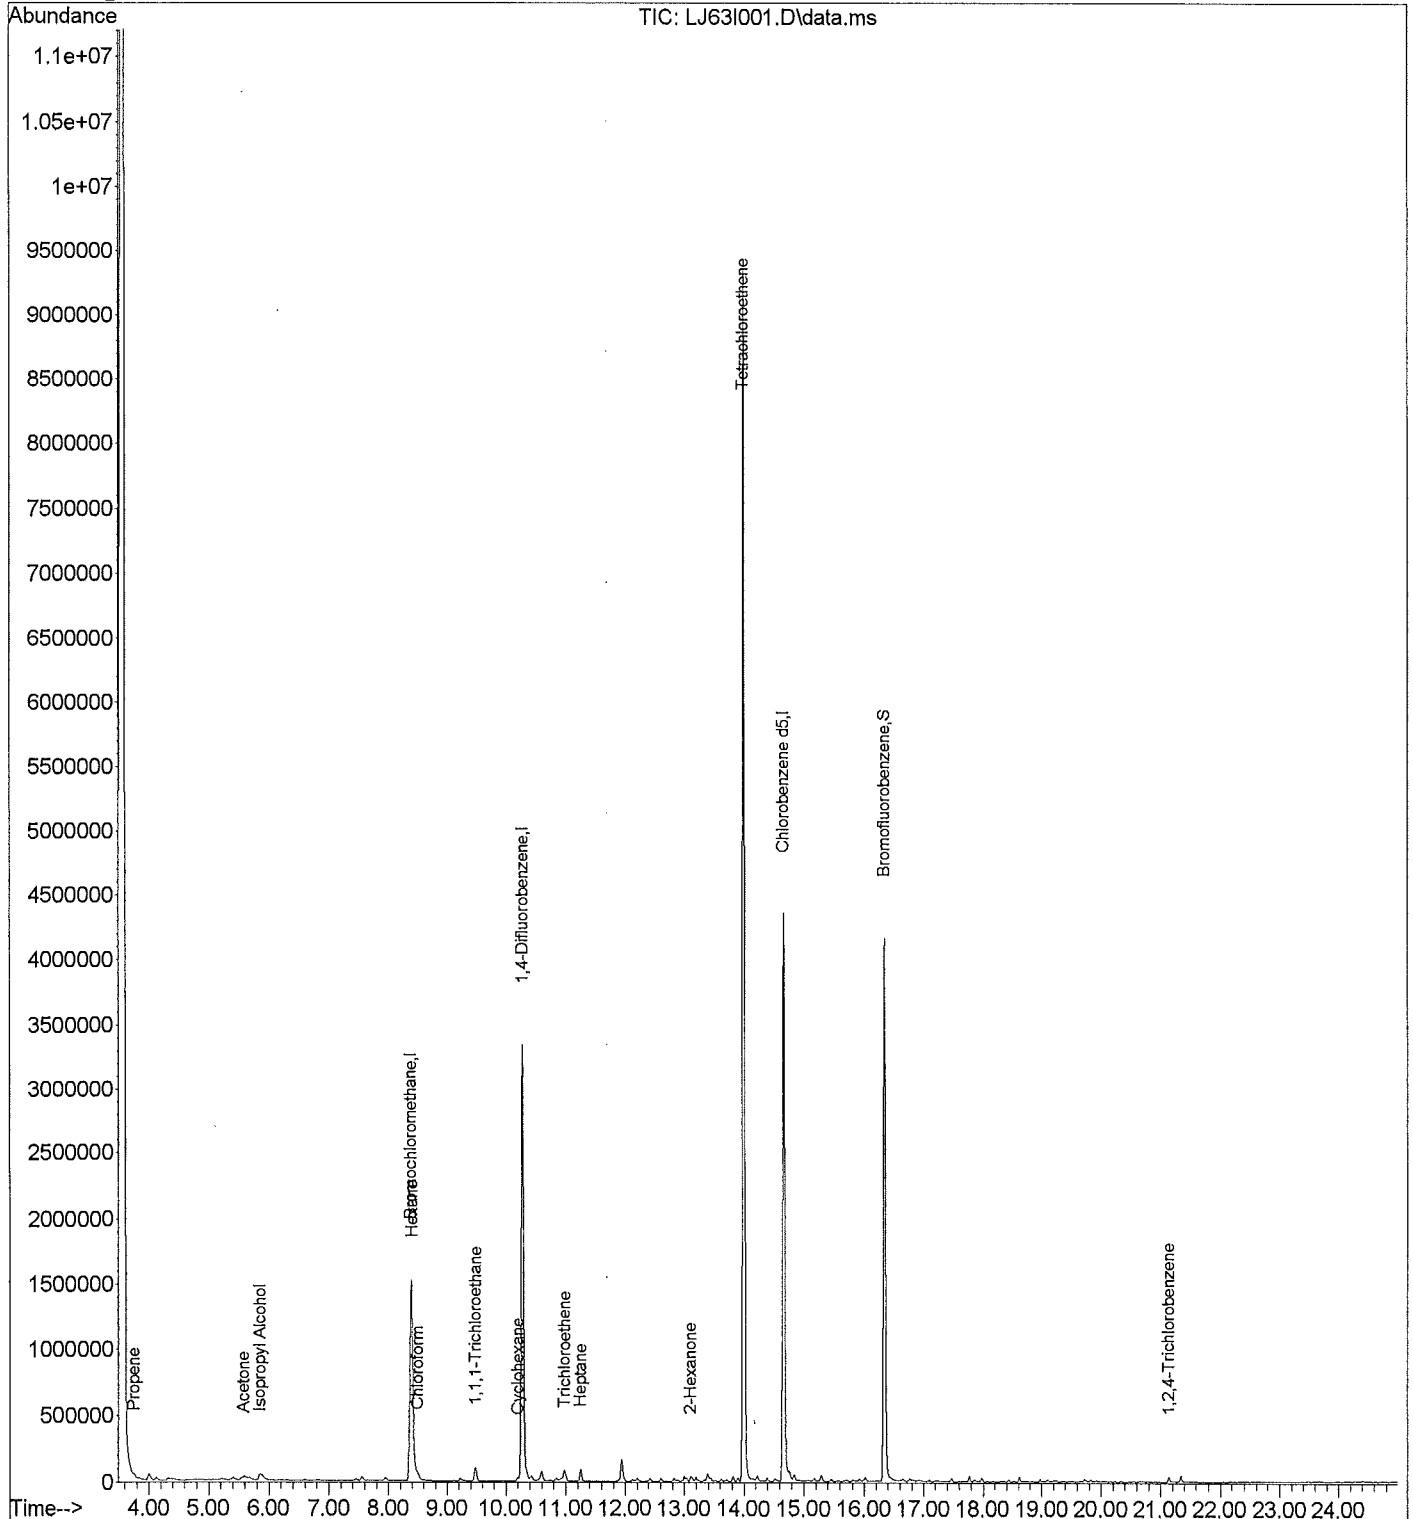 Abundance
TIC: LJ63I001.D\data.ms
1.1e+07
1.05e+07
1e+07
9500000
9000000
8500000
8000000
7500000
7000000
6500000
6000000
5500000
5000000
4500000
4000000
3500000
3000000
2500000
2000000
1500000
1000000
500000
0
Propene
Acetone
Isopropyl Alcohol
Bromochloromethane,I
Hexane
Chloroform
1,1,1-Trichloroethane
Cyclohexane
1,4-Difluorobenzene,I
Trichloroethene
Heptane
2-Hexanone
Tetrachloroethene
Chlorobenzene d5,I
Bromofluorobenzene,S
1,2,4-Trichlorobenzene
Time--> 4.00 5.00 6.00 7.00 8.00 9.00 10.00 11.00 12.00 13.00 14.00 15.00 16.00 17.00 18.00 19.00 20.00 21.00 22.00 23.00 24.00